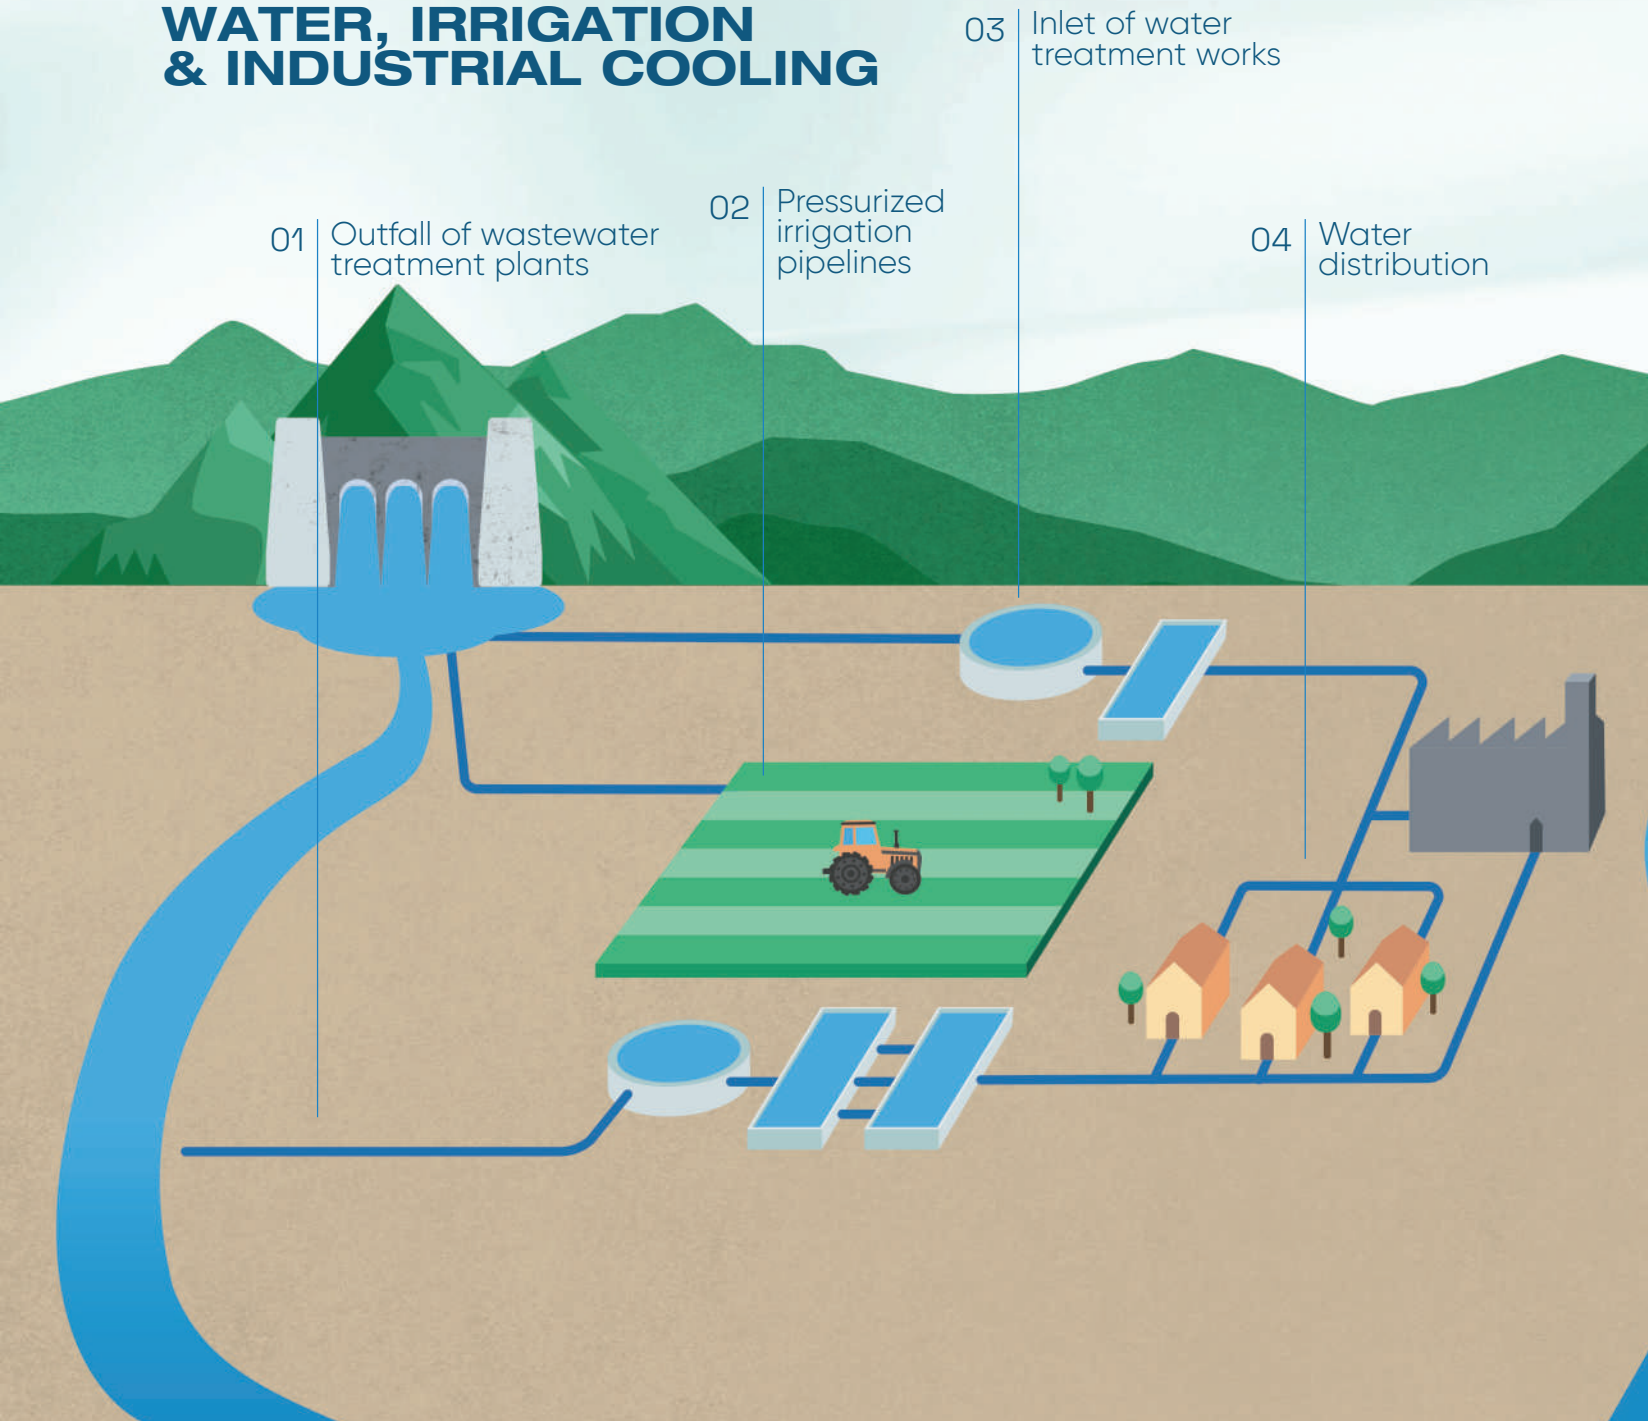 WATER, IRRIGATION
& INDUSTRIAL COOLING
03
Inlet of water
treatment works
02
Pressurized
irrigation
pipelines
01
Outfall of wastewater
treatment plants
04
Water
distribution